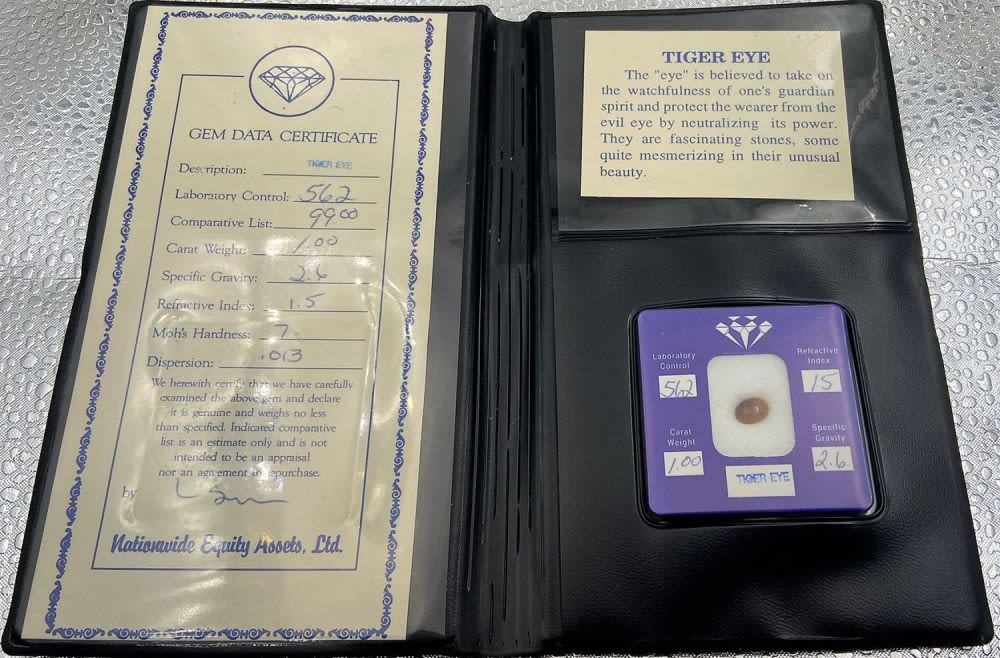 GEM DATA CERTIFICATE
Description: TIGER EYE
Laboratory Control: 562
Comparative List: 99 00
Carat Weight: 1.00
Specific Gravity: 2.6
Refractive Index: 1.5
Moh's Hardness: 7
Dispersion: .013
We herewith certify that we have carefully
examined the above gem and declare
it is genuine and weighs no less
than specified. Indicated comparative
list is an estimate only and is not
intended to be an appraisal
nor an agreement to repurchase.
by
Nationwide Equity Assets, Ltd.
TIGER EYE
The "eye" is believed to take on
the watchfulness of one's guardian
spirit and protect the wearer from the
evil eye by neutralizing its power.
They are fascinating stones, some
quite mesmerizing in their unusual
beauty.
Laboratory
Control
562
Refractive
Index
15
Carat
Weight
1.00
Specific
Gravity
2.6
TIGER EYE